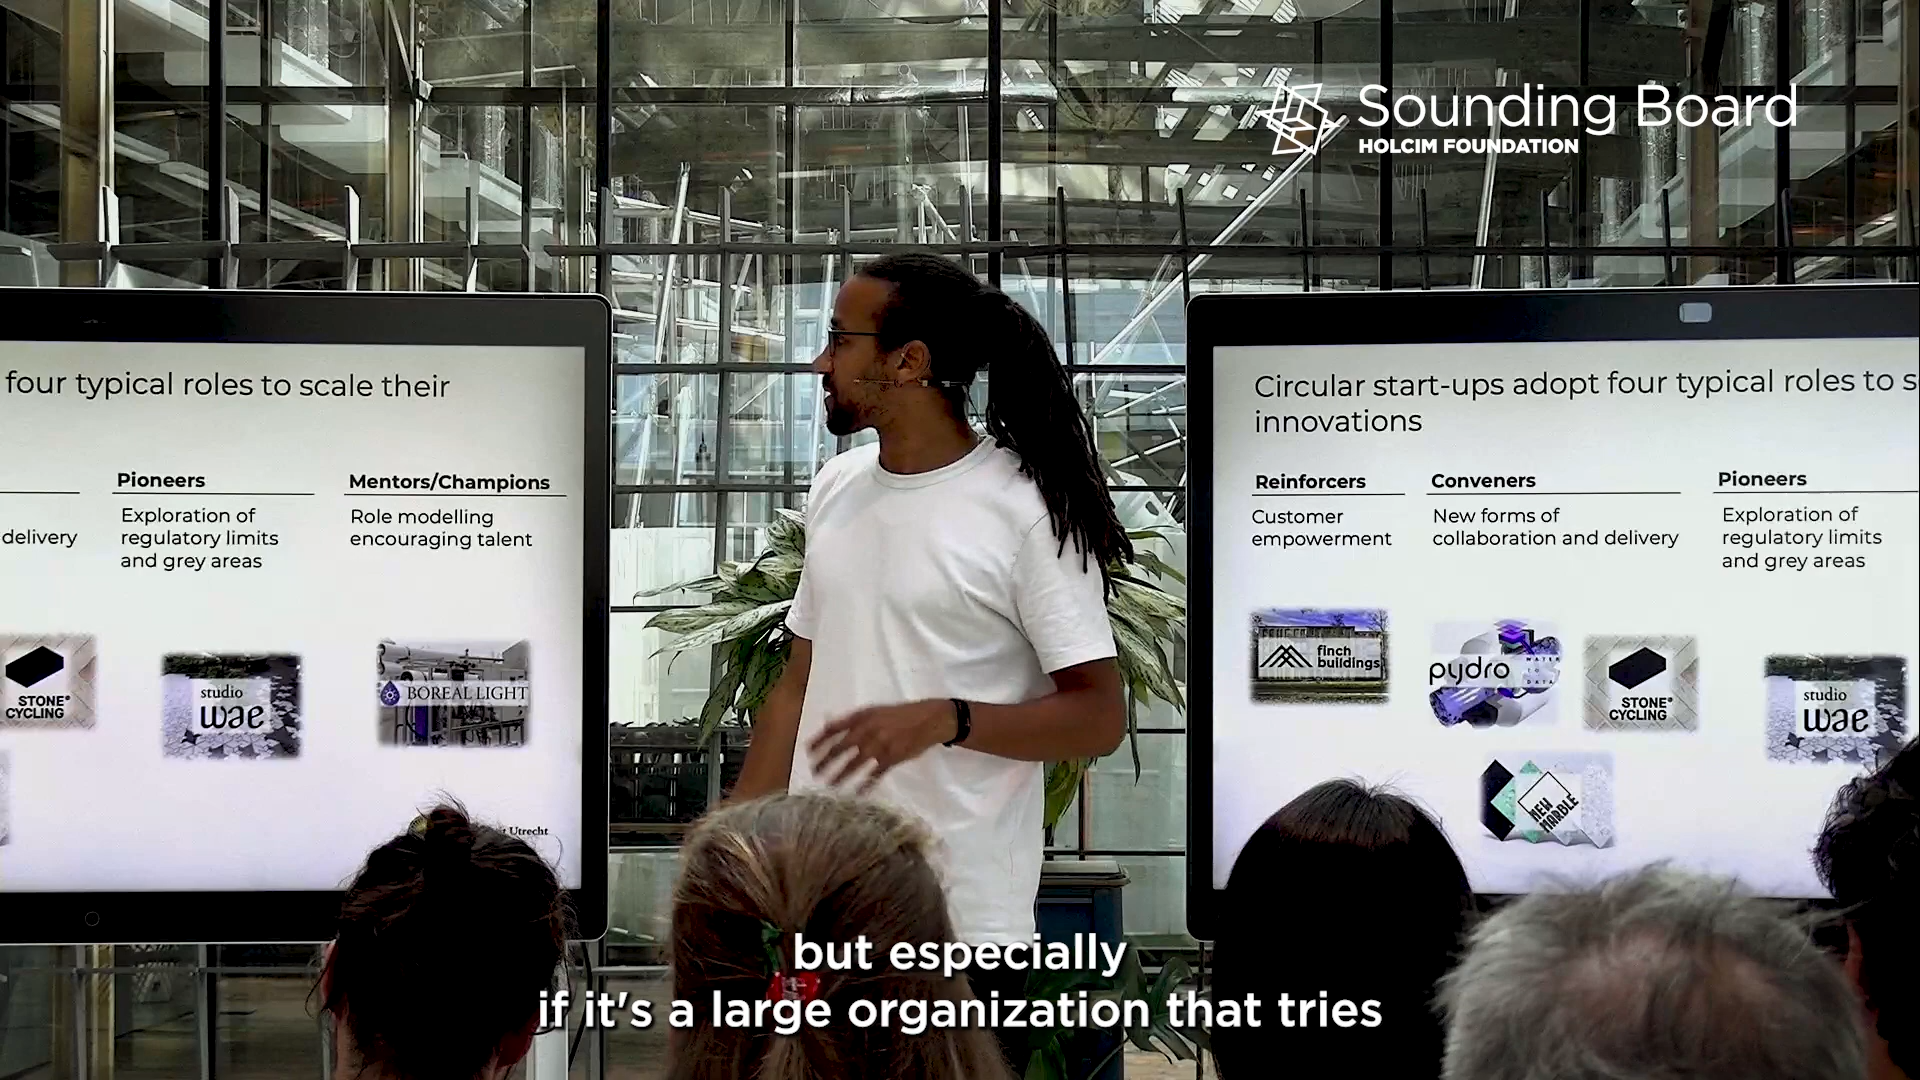 Sounding Board
HOLCIM FOUNDATION
four typical roles to scale their
Pioneers
Mentors/Champions
delivery
Exploration of
regulatory limits
and grey areas
Role modelling
encouraging talent
STONE®
CYCLING
studio
wae
BOREAL LIGHT
Utrecht
Circular start-ups adopt four typical roles to s
innovations
Reinforcers
Conveners
Pioneers
Customer
empowerment
New forms of
collaboration and delivery
Exploration of
regulatory limits
and grey areas
finch
buildings
pydro
WATER
TO
DATA
STONE®
CYCLING
studio
wae
NEW
MARBLE
but especially
if it's a large organization that tries